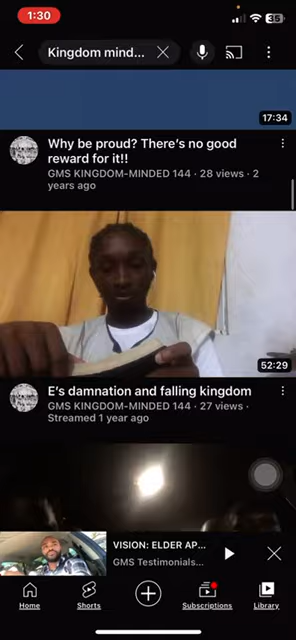 1:30
35
Kingdom mind...
17:34
Why be proud? There's no good
reward for it!!
GMS KINGDOM-MINDED 144 · 28 views · 2
years ago
52:29
E's damnation and falling kingdom
GMS KINGDOM-MINDED 144 · 27 views ·
Streamed 1 year ago
VISION: ELDER AP...
GMS Testimonials...
Home
Shorts
Subscriptions
Library